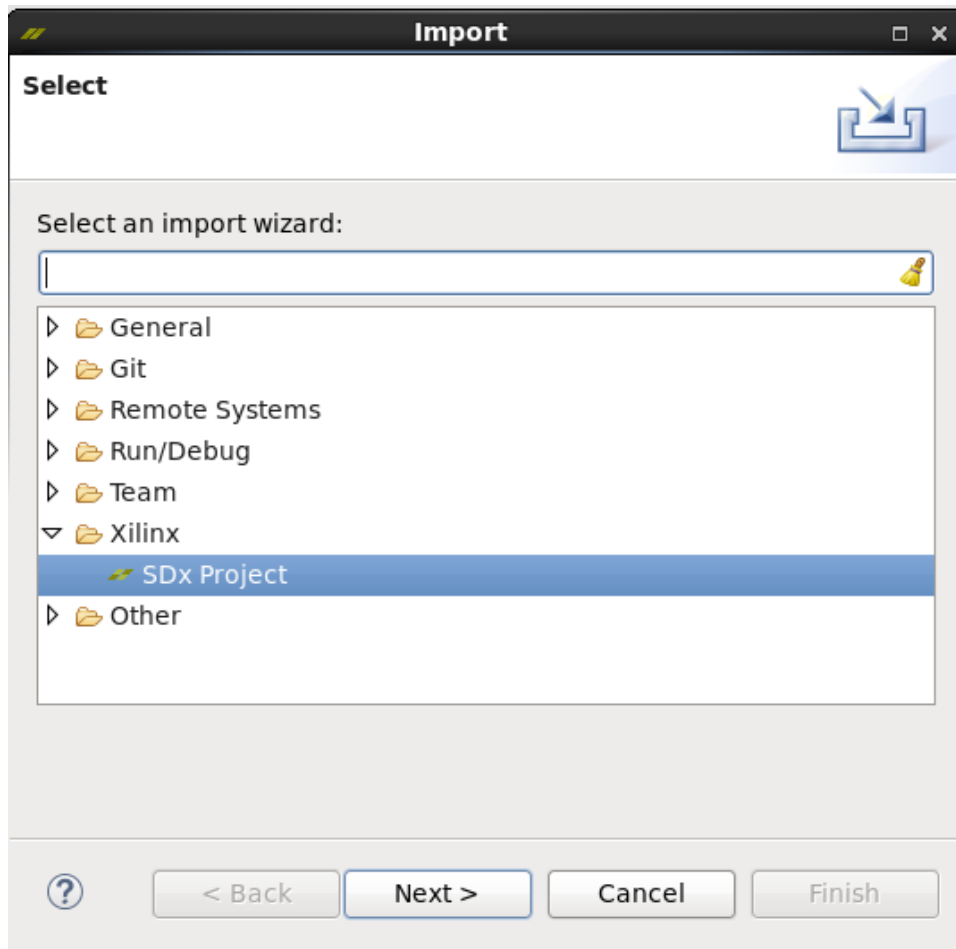 Import
Select
Select an import wizard:
General
Git
Remote Systems
Run/Debug
Team
Xilinx
SDx Project
Other
? < Back Next > Cancel Finish